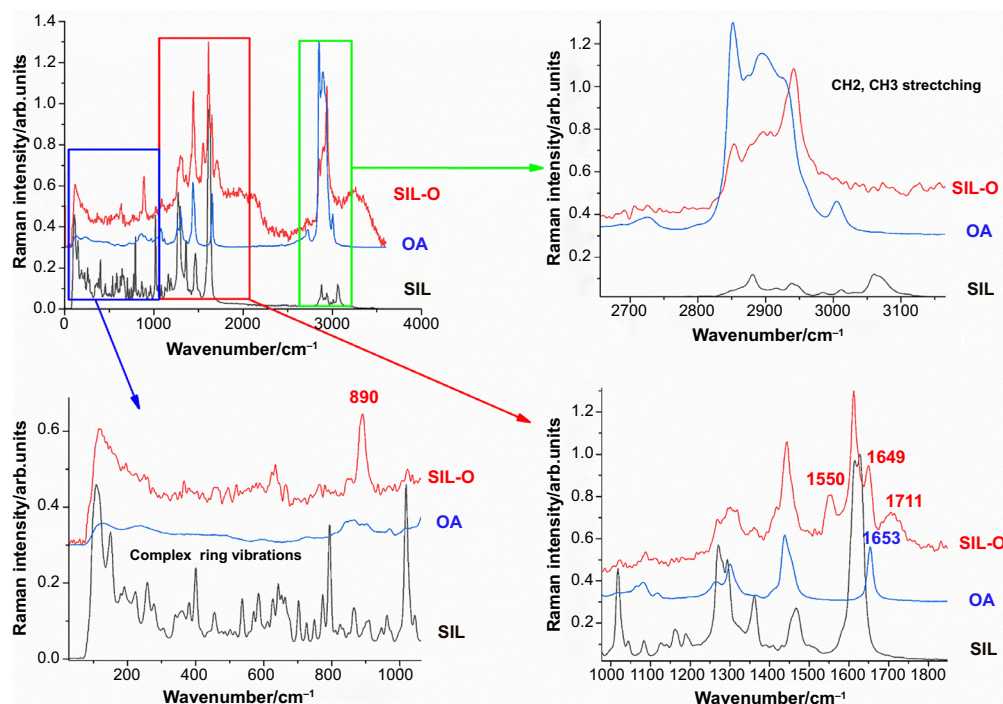 Raman intensity/arb.units
1.4
1.2
1.0
0.8
0.6
0.4
0.2
0.0
SIL-O
OA
SIL
0
1000
2000
3000
4000
Wavenumber/cm–1
Raman intensity/arb.units
1.2
1.0
0.8
0.6
0.4
0.2
0.0
CH2, CH3 strectching
SIL-O
OA
SIL
2700
2800
2900
3000
3100
Wavenumber/cm–1
Raman intensity/arb.units
0.6
0.4
0.2
0.0
890
SIL-O
OA
Complex ring vibrations
SIL
200
400
600
800
1000
Wavenumber/cm–1
Raman intensity/arb.units
1.2
1.0
0.8
0.6
0.4
0.2
0.0
1550
1649
1711
SIL-O
1653
OA
SIL
1000 1100 1200 1300 1400 1500 1600 1700 1800
Wavenumber/cm–1